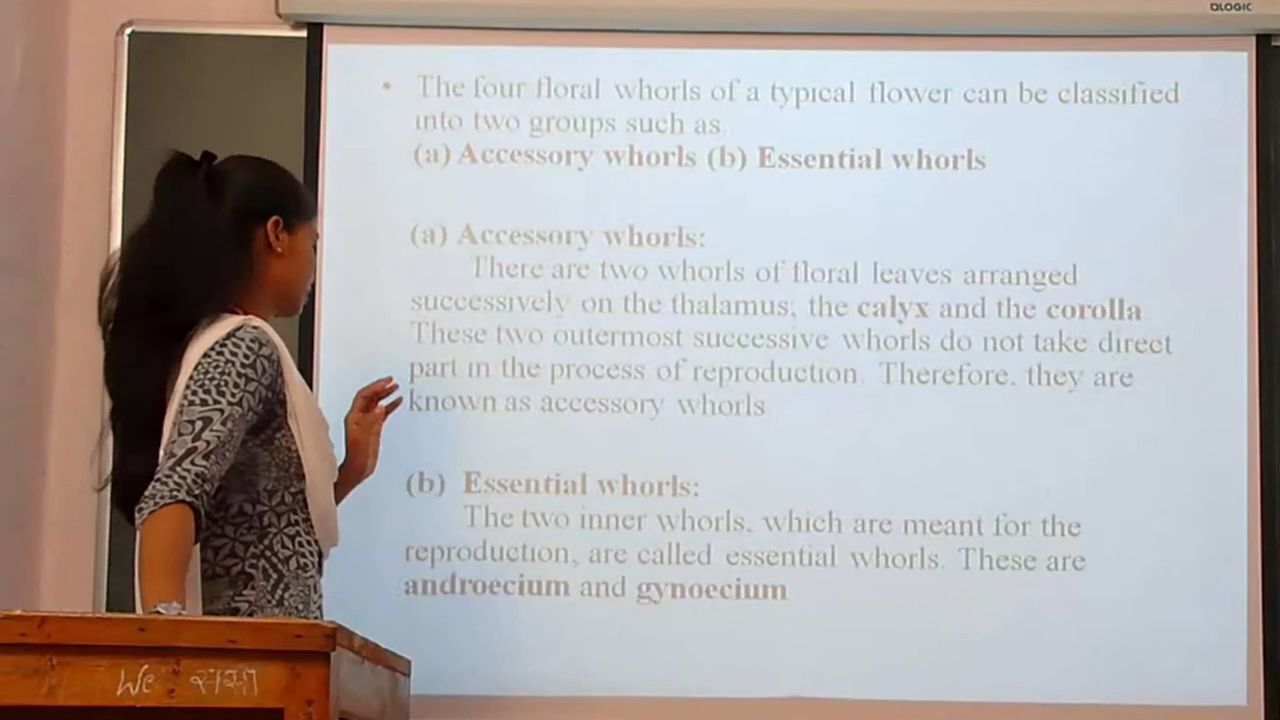 QLOGIC
• The four floral whorls of a typical flower can be classified
into two groups such as
(a) Accessory whorls (b) Essential whorls
(a) Accessory whorls:
There are two whorls of floral leaves arranged
successively on the thalamus; the calyx and the corolla
These two outermost successive whorls do not take direct
part in the process of reproduction. Therefore, they are
known as accessory whorls
(b) Essential whorls:
The two inner whorls, which are meant for the
reproduction, are called essential whorls. These are
androecium and gynoecium
We